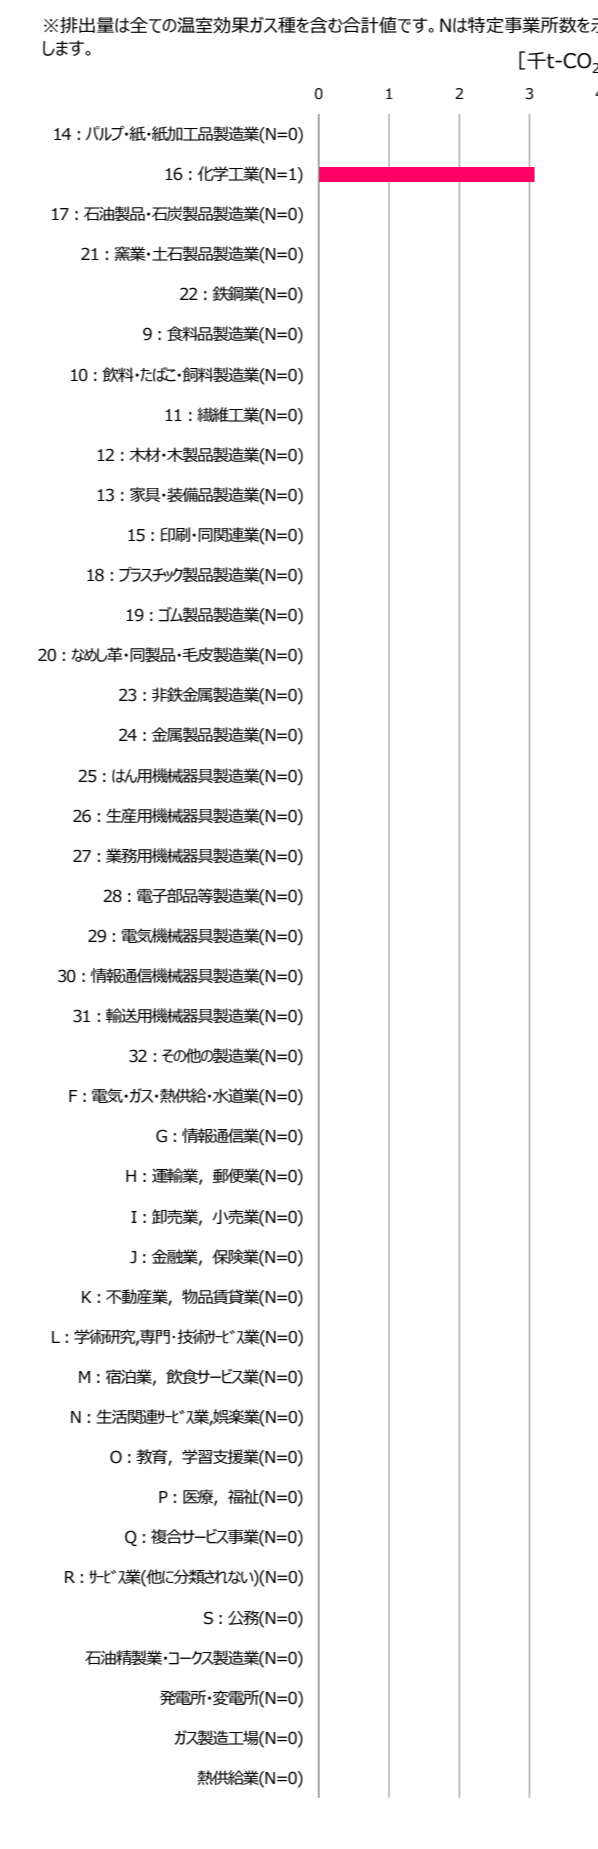 ※排出量は全ての温室効果ガス種を含む合計値です。Nは特定事業所数を示
します。
[千t-CO2
0 1 2 3
14：パルプ・紙・紙加工品製造業(N=0)
16：化学工業(N=1)
17：石油製品・石炭製品製造業(N=0)
21：窯業・土石製品製造業(N=0)
22：鉄鋼業(N=0)
9：食料品製造業(N=0)
10：飲料・たばこ・飼料製造業(N=0)
11：繊維工業(N=0)
12：木材・木製品製造業(N=0)
13：家具・装備品製造業(N=0)
15：印刷・同関連業(N=0)
18：プラスチック製品製造業(N=0)
19：ゴム製品製造業(N=0)
20：なめし革・同製品・毛皮製造業(N=0)
23：非鉄金属製造業(N=0)
24：金属製品製造業(N=0)
25：はん用機械器具製造業(N=0)
26：生産用機械器具製造業(N=0)
27：業務用機械器具製造業(N=0)
28：電子部品等製造業(N=0)
29：電気機械器具製造業(N=0)
30：情報通信機械器具製造業(N=0)
31：輸送用機械器具製造業(N=0)
32：その他の製造業(N=0)
F：電気・ガス・熱供給・水道業(N=0)
G：情報通信業(N=0)
H：運輸業，郵便業(N=0)
I：卸売業，小売業(N=0)
J：金融業，保険業(N=0)
K：不動産業，物品賃貸業(N=0)
L：学術研究,専門・技術ｻｰﾋﾞｽ業(N=0)
M：宿泊業，飲食サービス業(N=0)
N：生活関連ｻｰﾋﾞｽ業,娯楽業(N=0)
O：教育，学習支援業(N=0)
P：医療，福祉(N=0)
Q：複合サービス事業(N=0)
R：ｻｰﾋﾞｽ業(他に分類されない)(N=0)
S：公務(N=0)
石油精製業・コークス製造業(N=0)
発電所・変電所(N=0)
ガス製造工場(N=0)
熱供給業(N=0)